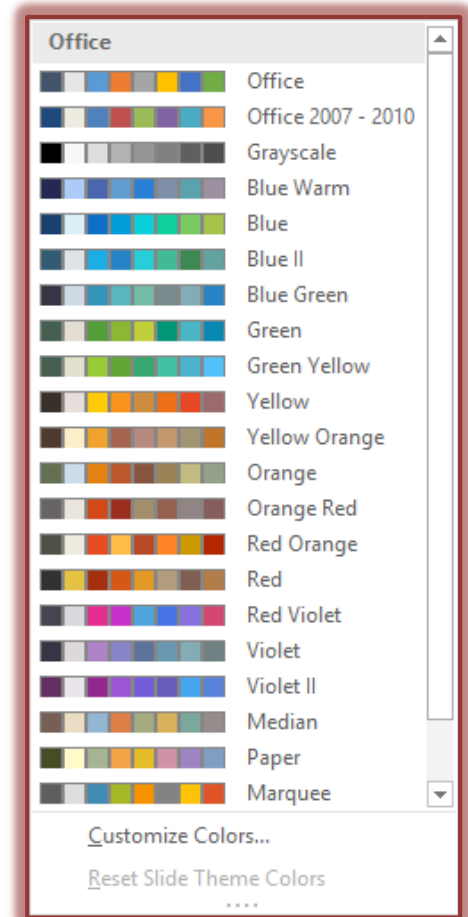 Office
Office
Office 2007 - 2010
Grayscale
Blue Warm
Blue
Blue II
Blue Green
Green
Green Yellow
Yellow
Yellow Orange
Orange
Orange Red
Red Orange
Red
Red Violet
Violet
Violet II
Median
Paper
Marquee
Customize Colors...
Reset Slide Theme Colors